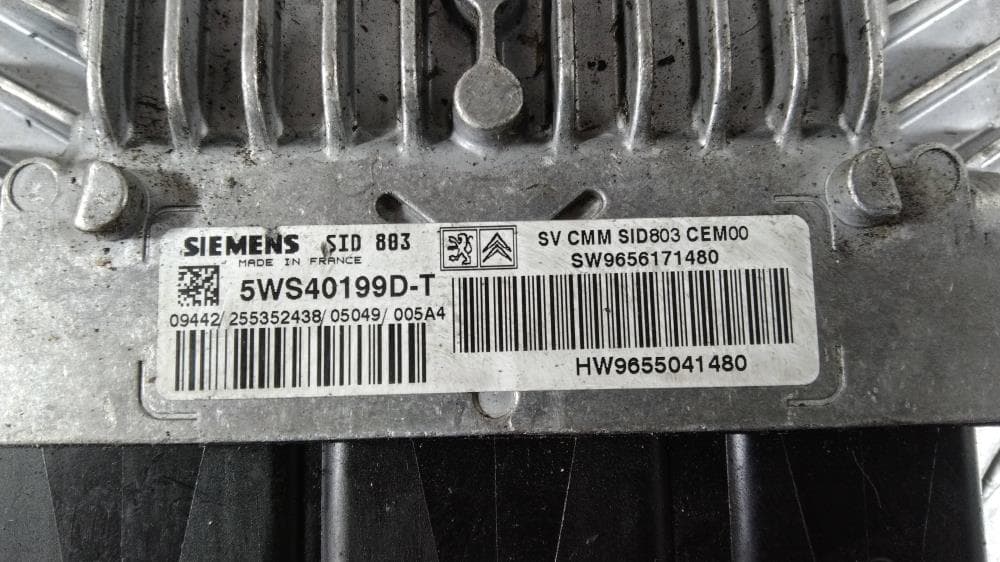 SIEMENS SID 803
MADE IN FRANCE
5WS40199D-T
09442/255352438/05049/005A4
SV CMM SID803 CEM00
SW9656171480
HW9655041480